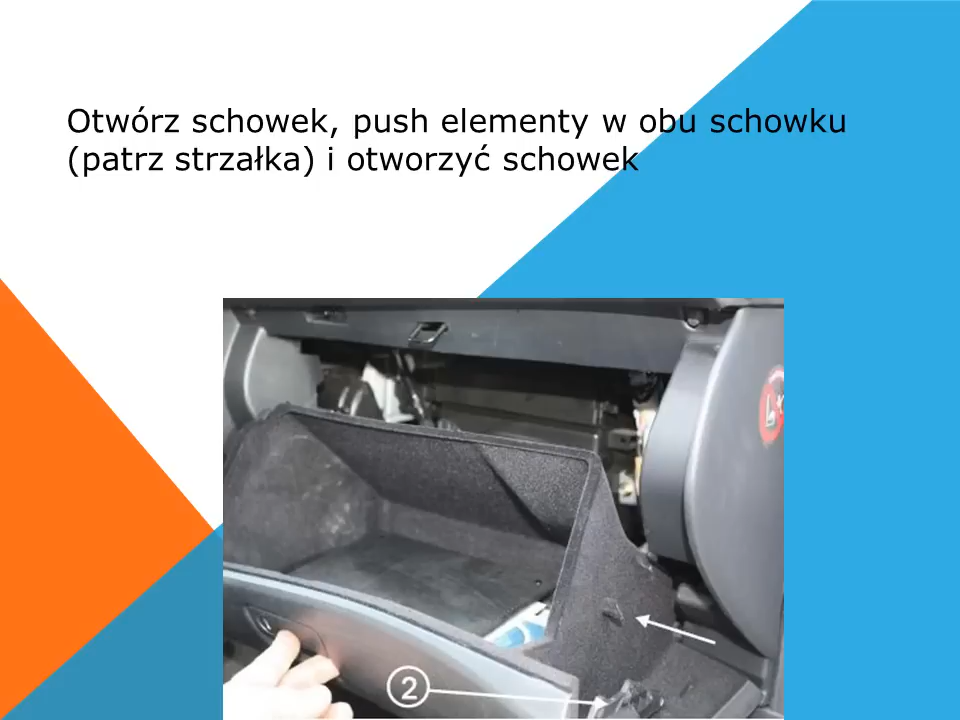 Otwórz schowek, push elementy w obu schowku
(patrz strzałka) i otworzyć schowek
2